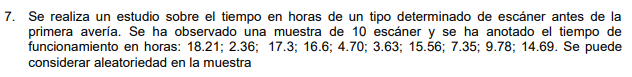 7. Se realiza un estudio sobre el tiempo en horas de un tipo determinado de escáner antes de la
primera avería. Se ha observado una muestra de 10 escáner y se ha anotado el tiempo de
funcionamiento en horas: 18.21; 2.36; 17.3; 16.6; 4.70; 3.63; 15.56; 7.35; 9.78; 14.69. Se puede
considerar aleatoriedad en la muestra